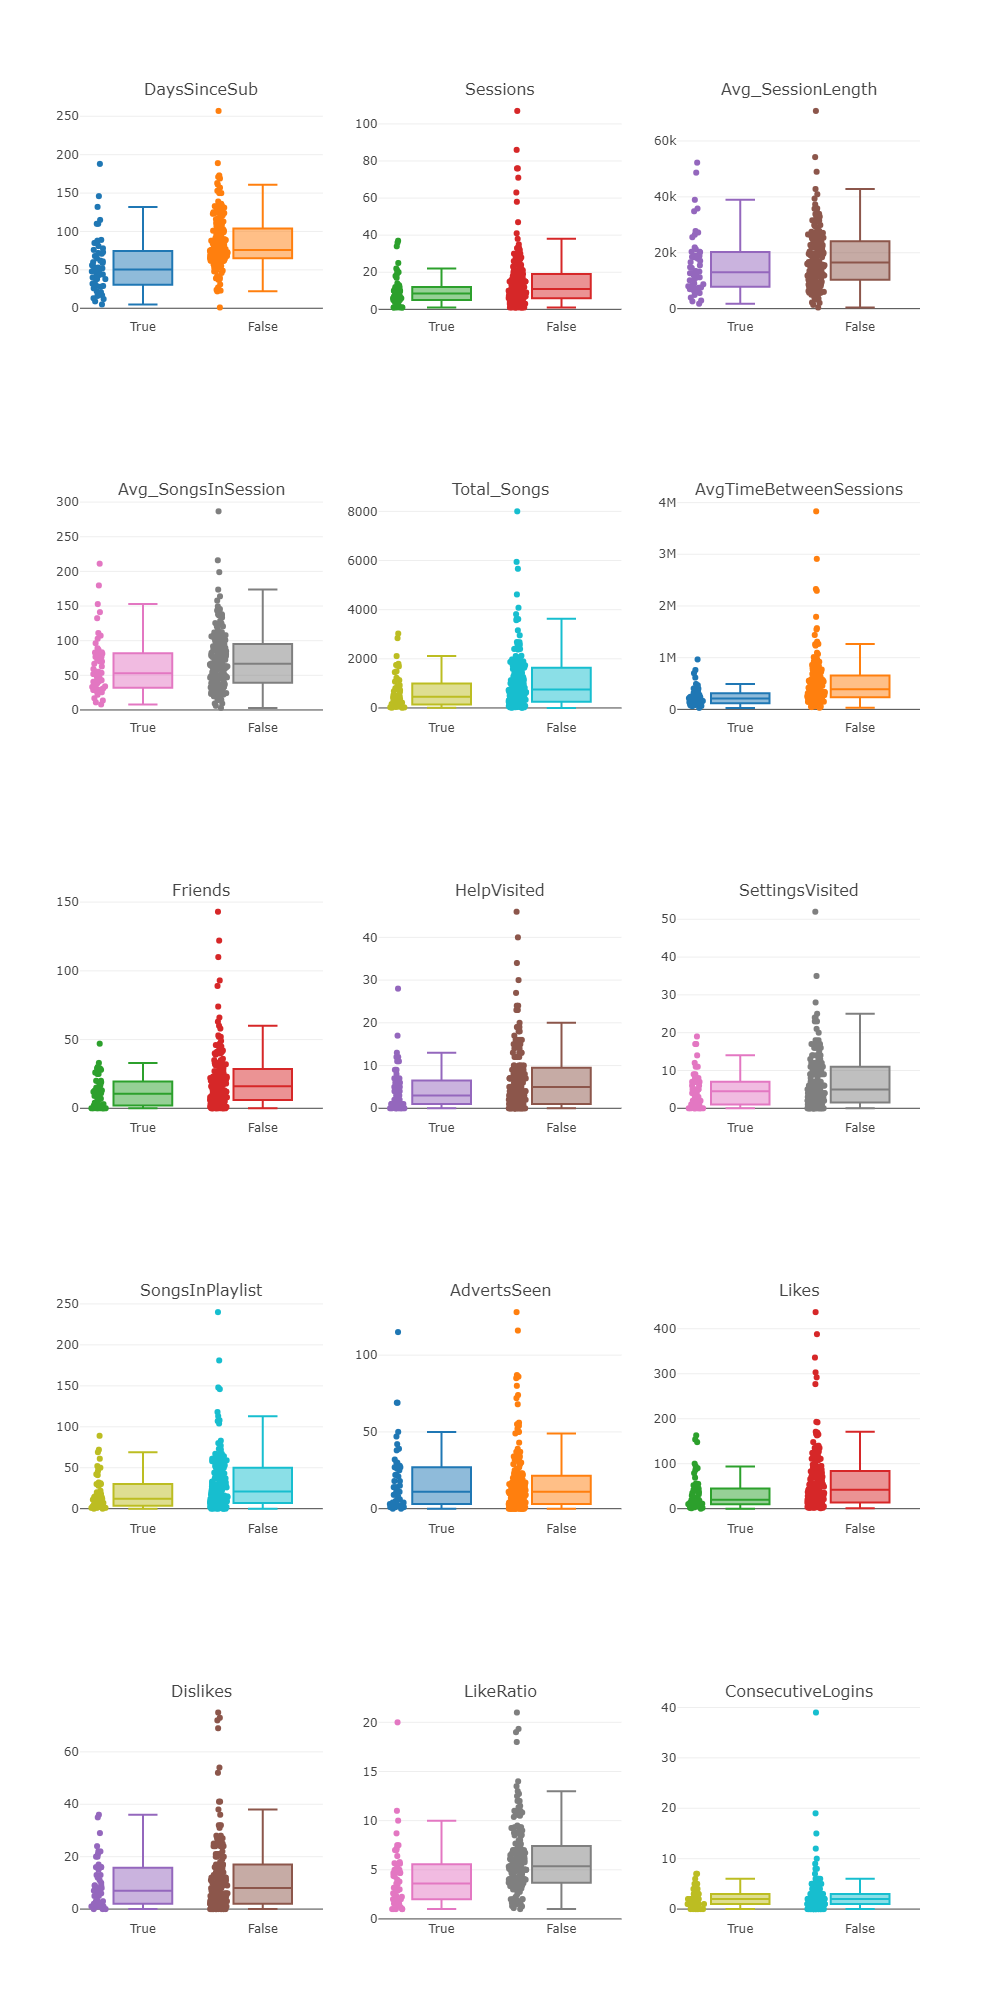 DaysSinceSub
Sessions
Avg_SessionLength
250
200
150
100
50
0
True
False
100
80
60
40
20
0
True
False
60k
40k
20k
0
True
False
Avg_SongsInSession
Total_Songs
AvgTimeBetweenSessions
300
250
200
150
100
50
0
True
False
8000
6000
4000
2000
0
True
False
4M
3M
2M
1M
0
True
False
Friends
HelpVisited
SettingsVisited
150
100
50
0
True
False
40
30
20
10
0
True
False
50
40
30
20
10
0
True
False
SongsInPlaylist
AdvertsSeen
Likes
250
200
150
100
50
0
True
False
100
50
0
True
False
400
300
200
100
0
True
False
Dislikes
LikeRatio
ConsecutiveLogins
60
40
20
0
True
False
20
15
10
5
0
True
False
40
30
20
10
0
True
False